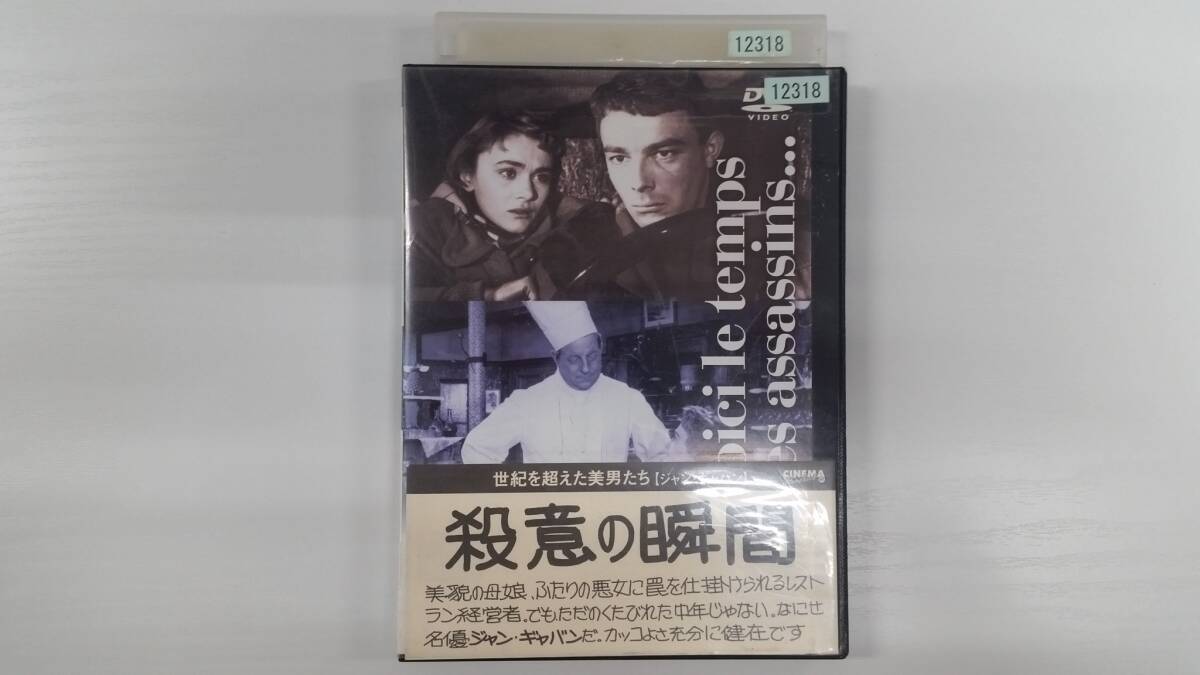 12318
12318
DVD
VIDEO
oici le temps
es assassins...
世紀を超えた美男たち【ジャン・ギャバン】
CINEMA
殺意の瞬間
美貌の母娘、ふたりの悪女に罠を仕掛けられるレスト
ラン経営者。でも、ただのくたびれた中年じゃない。なにせ
名優ジャン・ギャバンだ。カッコよさ充分に健在です